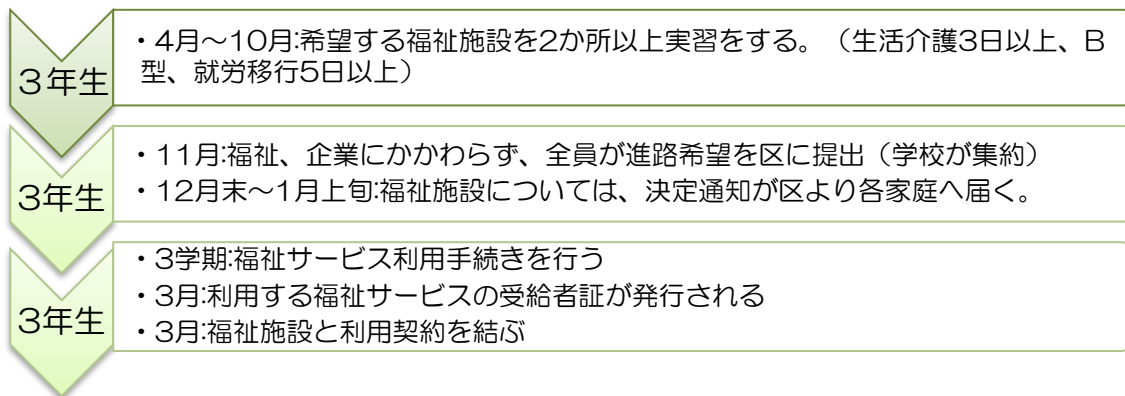 3年生
・4月～10月:希望する福祉施設を2か所以上実習をする。（生活介護3日以上、B
型、就労移行5日以上）
3年生
・11月:福祉、企業にかかわらず、全員が進路希望を区に提出（学校が集約）
・12月末～1月上旬:福祉施設については、決定通知が区より各家庭へ届く。
3年生
・3学期:福祉サービス利用手続きを行う
・3月:利用する福祉サービスの受給者証が発行される
・3月:福祉施設と利用契約を結ぶ